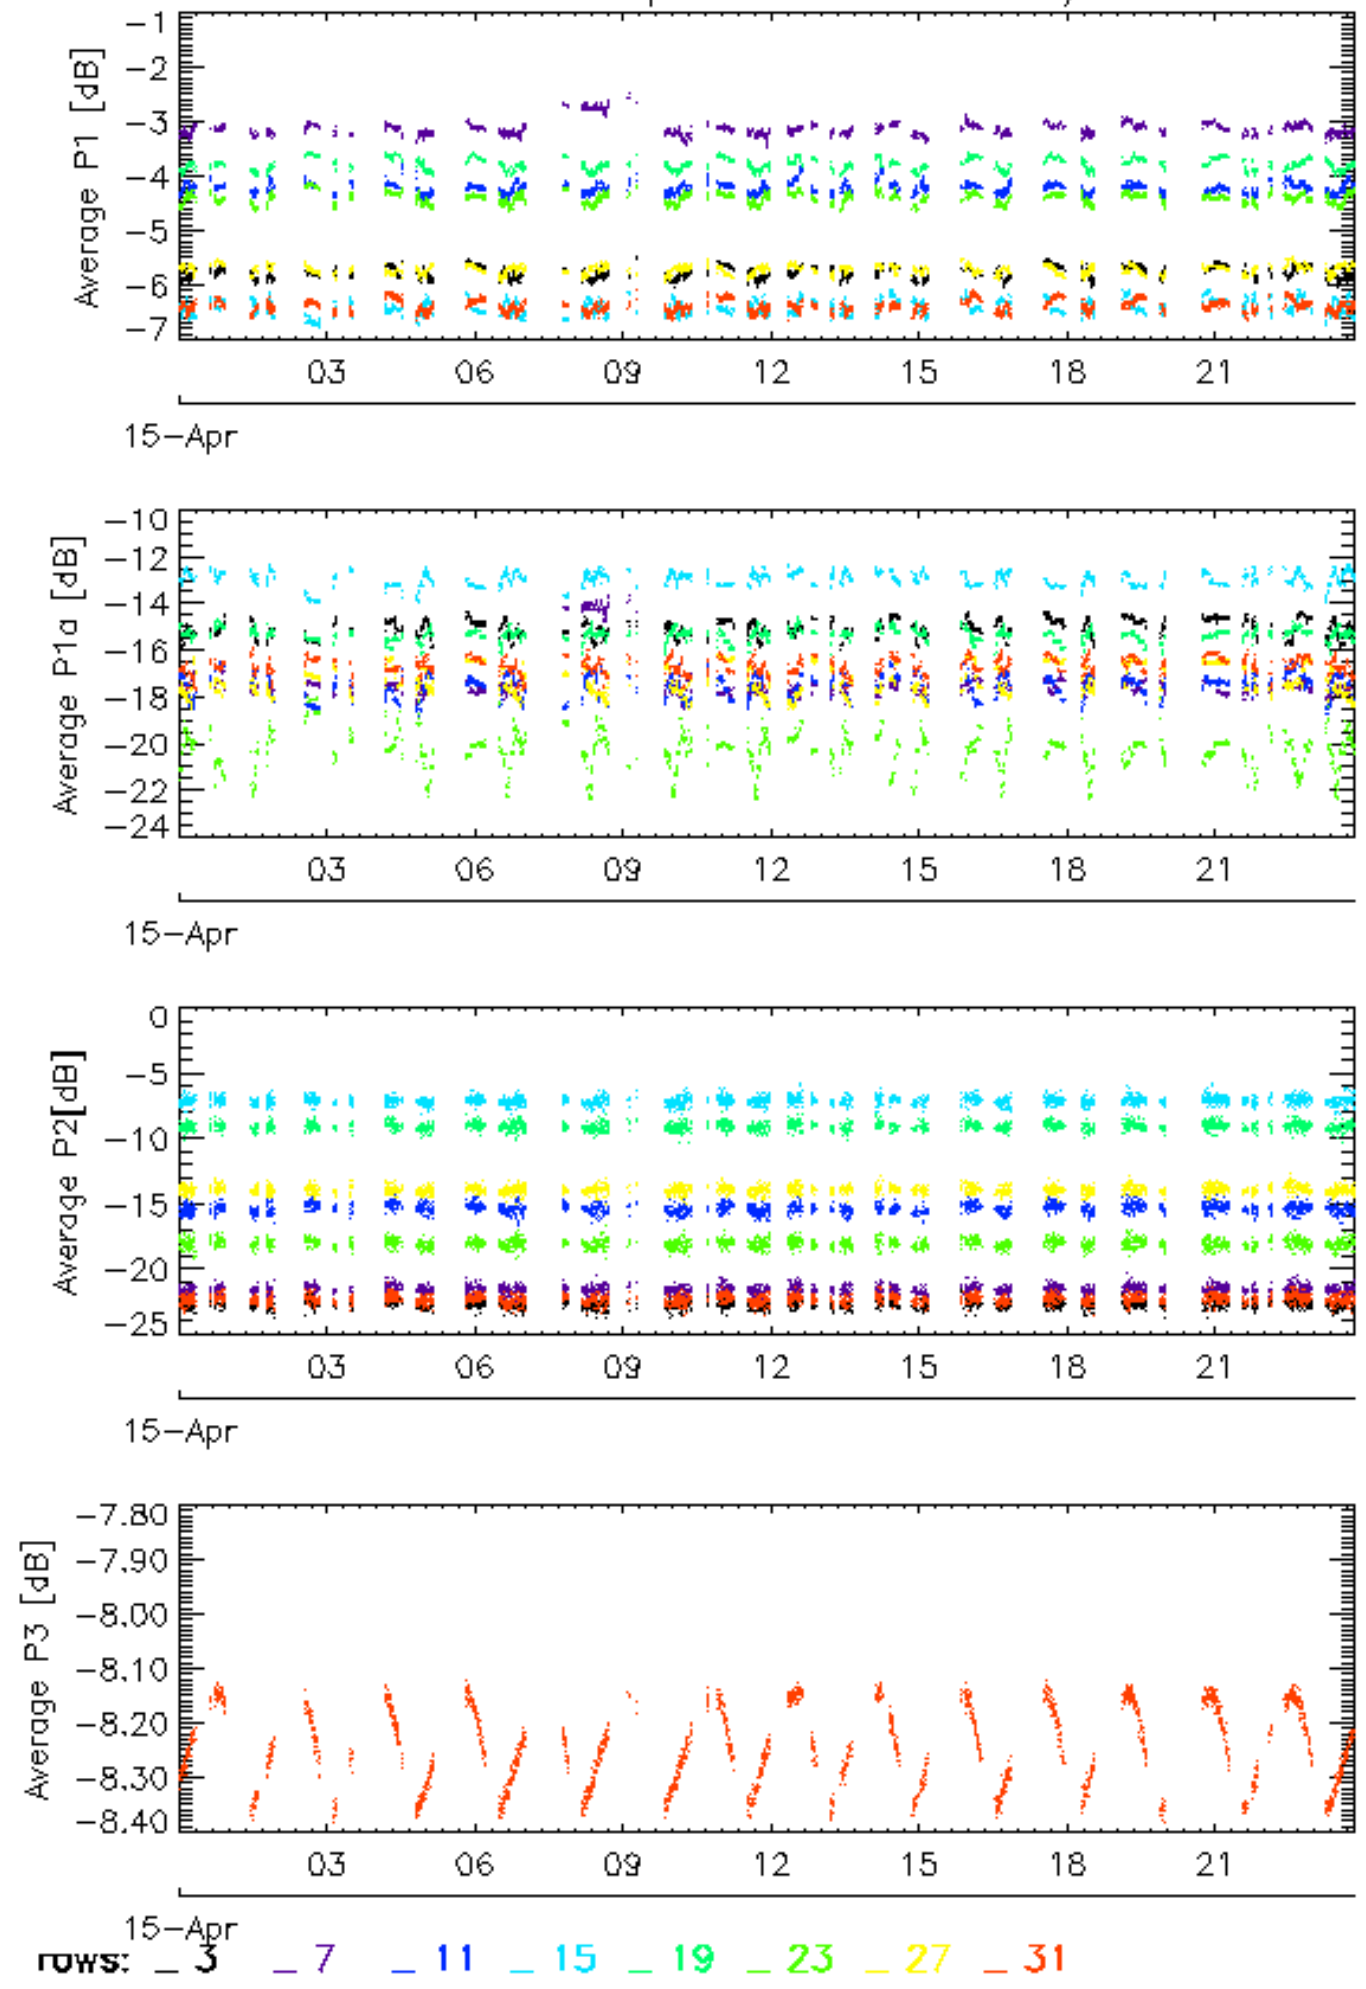 Average P1 [dB]
-1
-2
-3
-4
-5
-6
-7
03 06 09 12 15 18 21
15-Apr
Average P1a [dB]
-10
-12
-14
-16
-18
-20
-22
-24
03 06 09 12 15 18 21
15-Apr
Average P2[dB]
0
-5
-10
-15
-20
-25
03 06 09 12 15 18 21
15-Apr
Average P3 [dB]
-7.80
-7.90
-8.00
-8.10
-8.20
-8.30
-8.40
03 06 09 12 15 18 21
15-Apr
rows: _ 3 _ 7 _ 11 _ 15 _ 19 _ 23 _ 27 _ 31